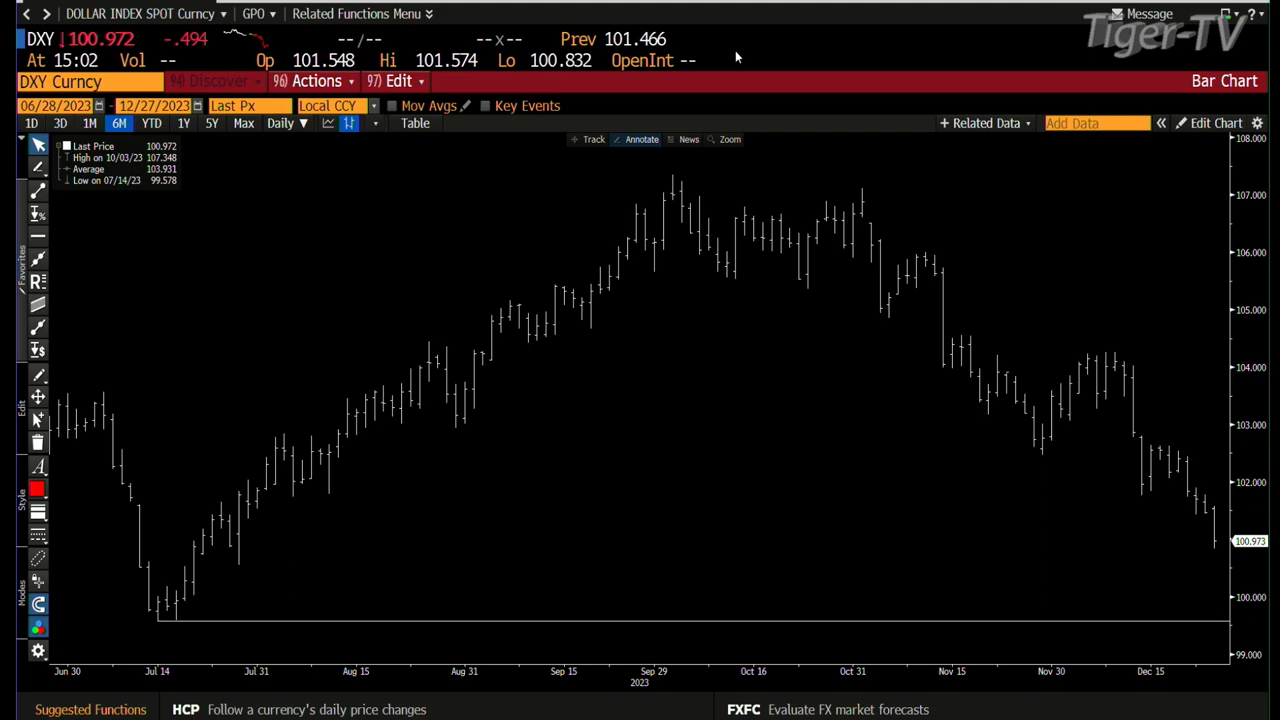 DOLLAR INDEX SPOT Curncy GPO Related Functions Menu Message ?
Tiger-TV
DXY 100.972 -.494 -- / -- -- x -- Prev 101.466
At 15:02 Vol -- Op 101.548 Hi 101.574 Lo 100.832 OpenInt --
DXY Curncy 94) Discover 96) Actions 97) Edit Bar Chart
06/28/2023 - 12/27/2023 Last Px Local CCY Mov Avgs Key Events
1D 3D 1M 6M YTD 1Y 5Y Max Daily Table + Related Data Add Data Edit Chart
Track Annotate News Zoom
Last Price 100.972
High on 10/03/23 107.348
Average 103.931
Low on 07/14/23 99.578
108.000
107.000
106.000
105.000
104.000
103.000
102.000
100.973
100.000
99.000
Favorites
Edit
Style
Modes
Jun 30 Jul 14 Jul 31 Aug 15 Aug 31 Sep 15 Sep 29 Oct 16 Oct 31 Nov 15 Nov 30 Dec 15
2023
Suggested Functions HCP Follow a currency's daily price changes FXFC Evaluate FX market forecasts